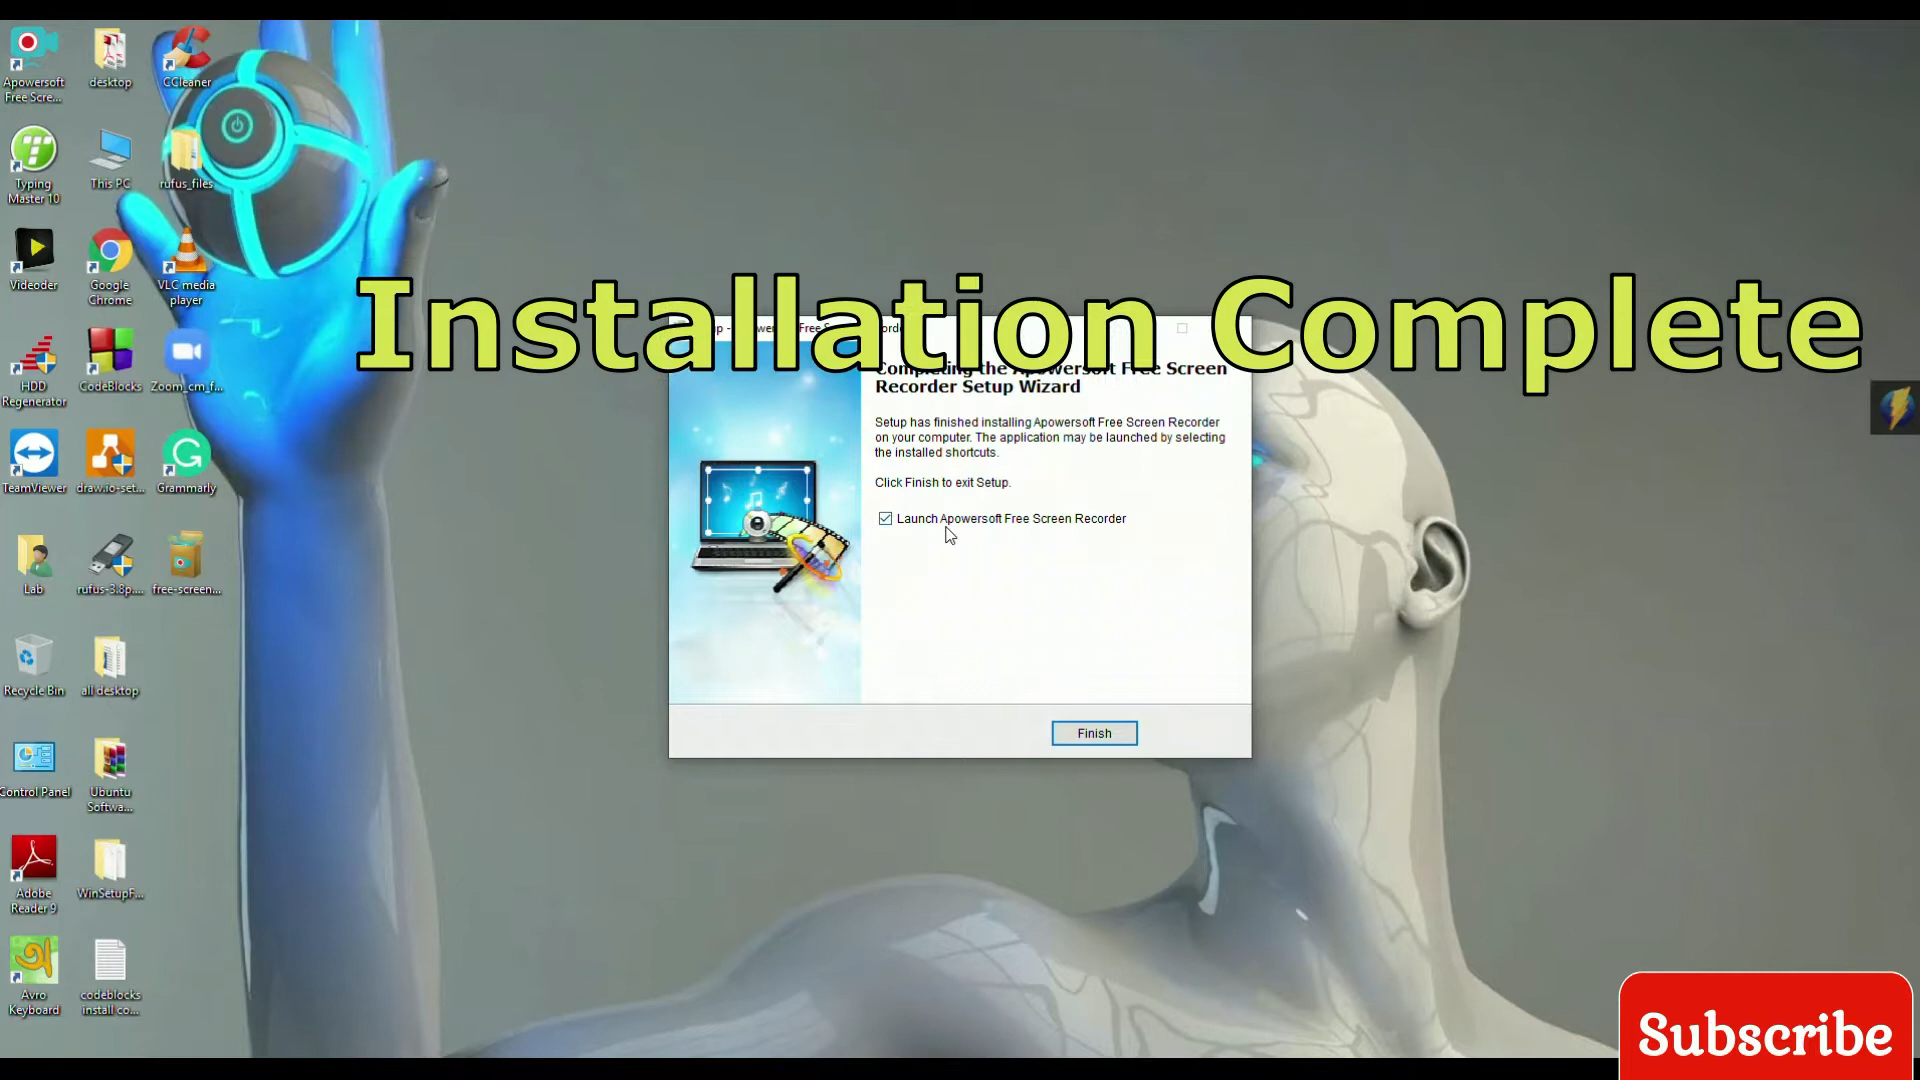 Apowersoft
Free Scre...
desktop
CCleaner
Typing
Master 10
This PC
rufus_files
Videoder
Google
Chrome
VLC media
player
HDD
Regenerator
CodeBlocks
Zoom_cm_f...
TeamViewer
draw.io-set...
Grammarly
Lab
rufus-3.8p....
free-screen...
Recycle Bin
all desktop
Control Panel
Ubuntu
Softwa...
Adobe
Reader 9
WinSetupF...
Avro
Keyboard
codeblocks
install co...
Installation Complete
Completing the Apowersoft Free Screen
Recorder Setup Wizard
Setup has finished installing Apowersoft Free Screen Recorder
on your computer. The application may be launched by selecting
the installed shortcuts.
Click Finish to exit Setup.
Launch Apowersoft Free Screen Recorder
Finish
Subscribe